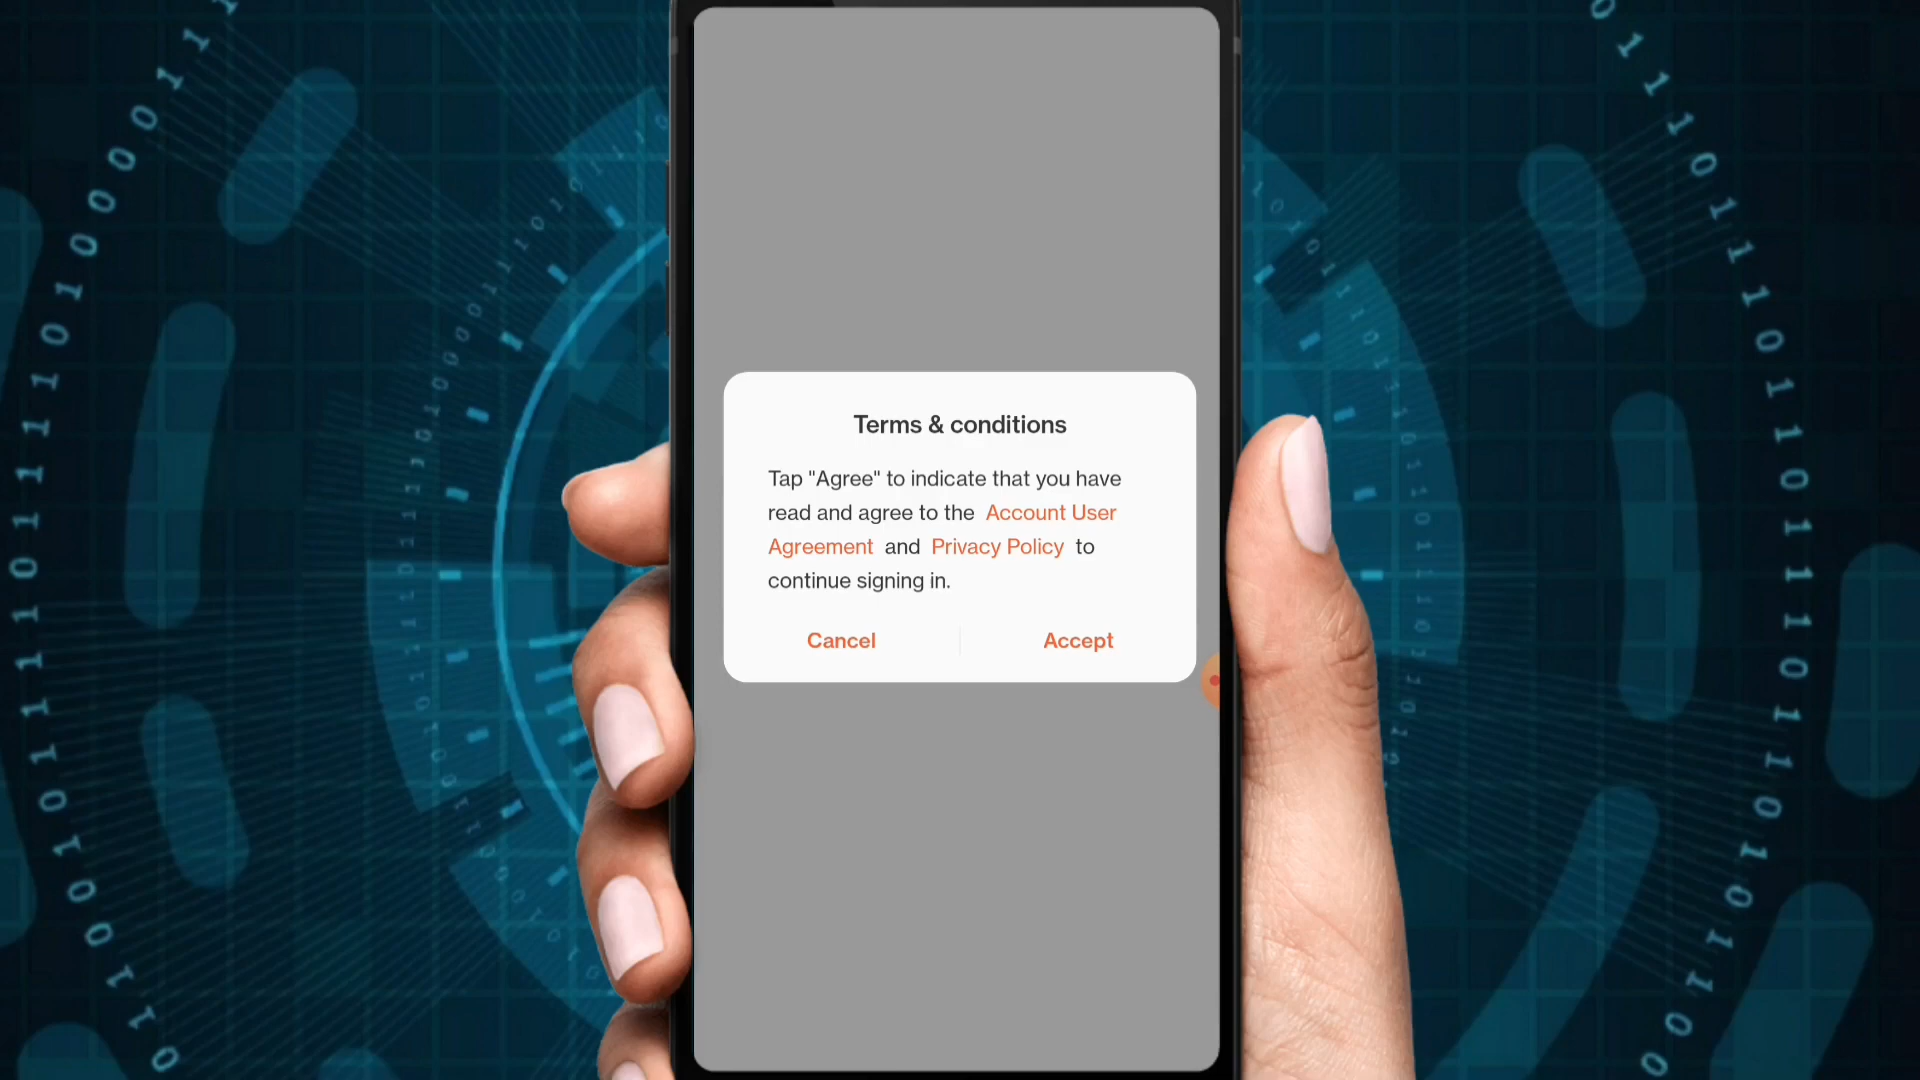 Terms & conditions
Tap "Agree" to indicate that you have
read and agree to the Account User
Agreement and Privacy Policy to
continue signing in.
Cancel
Accept